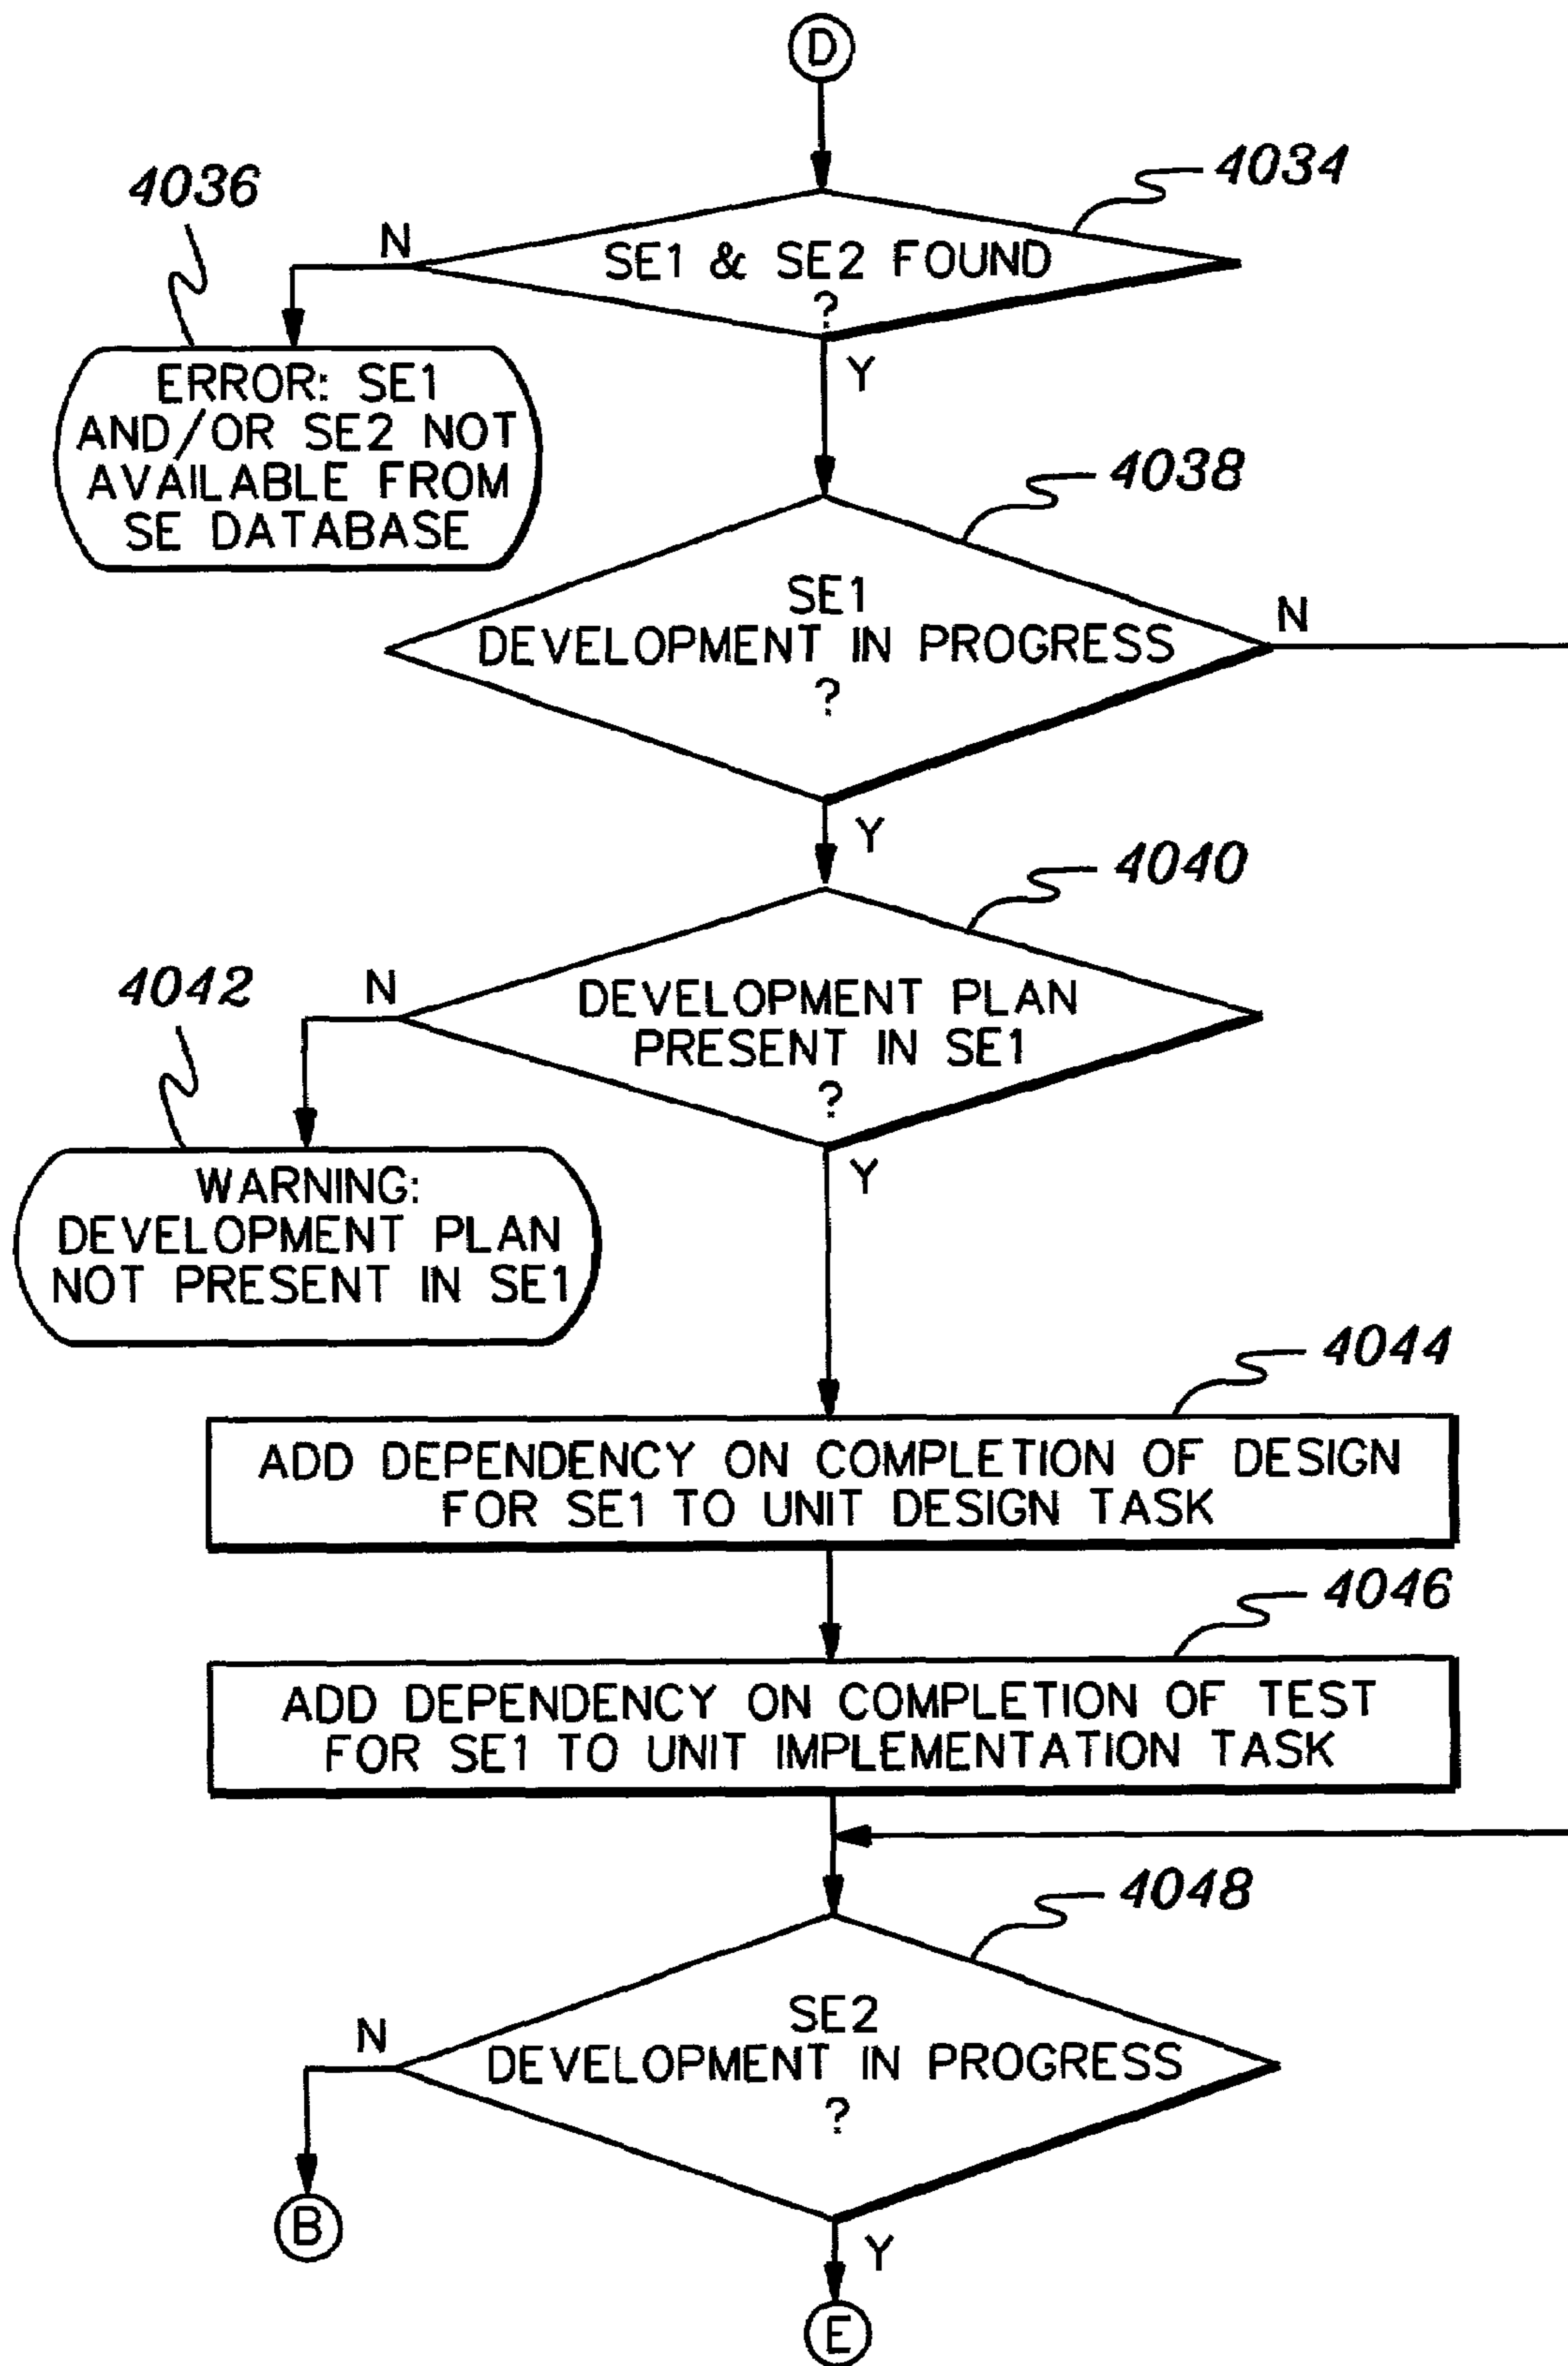 D
4034
4036
N
SE1 & SE2 FOUND
?
Y
ERROR: SE1
AND/OR SE2 NOT
AVAILABLE FROM
SE DATABASE
4038
SE1
DEVELOPMENT IN PROGRESS
?
N
Y
4040
4042
N
DEVELOPMENT PLAN
PRESENT IN SE1
?
Y
WARNING:
DEVELOPMENT PLAN
NOT PRESENT IN SE1
4044
ADD DEPENDENCY ON COMPLETION OF DESIGN
FOR SE1 TO UNIT DESIGN TASK
4046
ADD DEPENDENCY ON COMPLETION OF TEST
FOR SE1 TO UNIT IMPLEMENTATION TASK
4048
N
SE2
DEVELOPMENT IN PROGRESS
?
B
Y
E